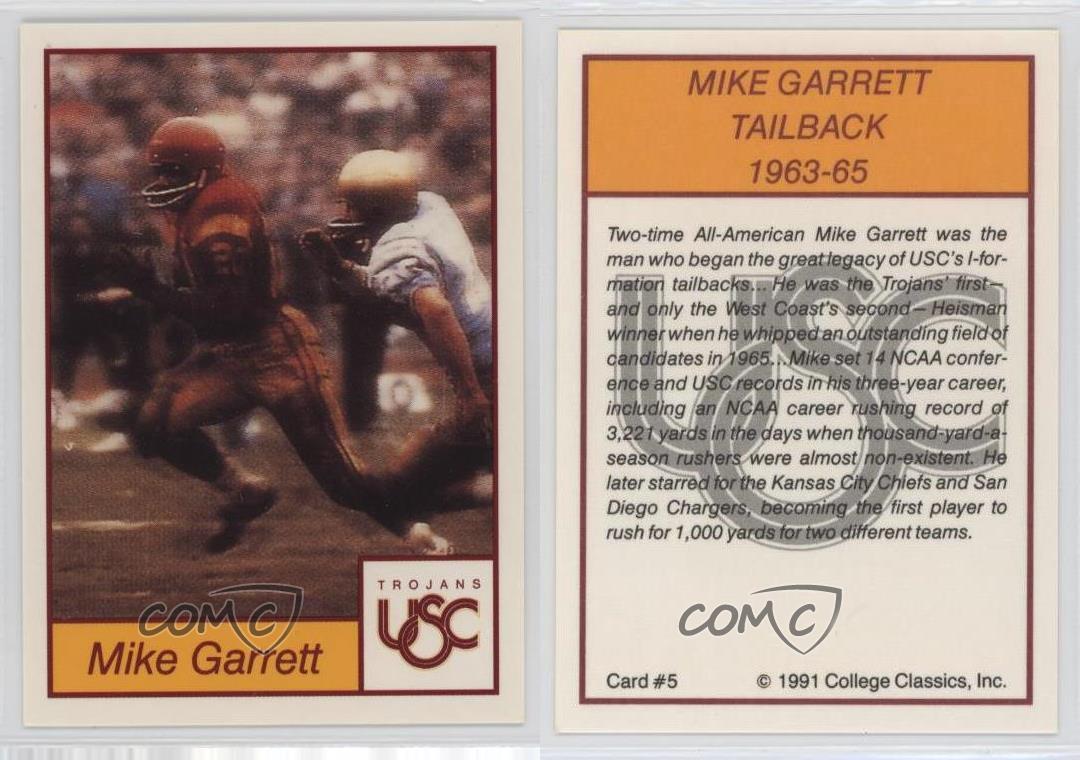 TROJANS
USC
COMC
Mike Garrett
MIKE GARRETT
TAILBACK
1963-65
Two-time All-American Mike Garrett was the
man who began the great legacy of USC's I-for-
mation tailbacks... He was the Trojans' first—
and only the West Coast's second—Heisman
winner when he whipped an outstanding field of
candidates in 1965... Mike set 14 NCAA confer-
ence and USC records in his three-year career,
including an NCAA career rushing record of
3,221 yards in the days when thousand-yard-a-
season rushers were almost non-existent. He
later starred for the Kansas City Chiefs and San
Diego Chargers, becoming the first player to
rush for 1,000 yards for two different teams.
USC
COMC
Card #5 © 1991 College Classics, Inc.